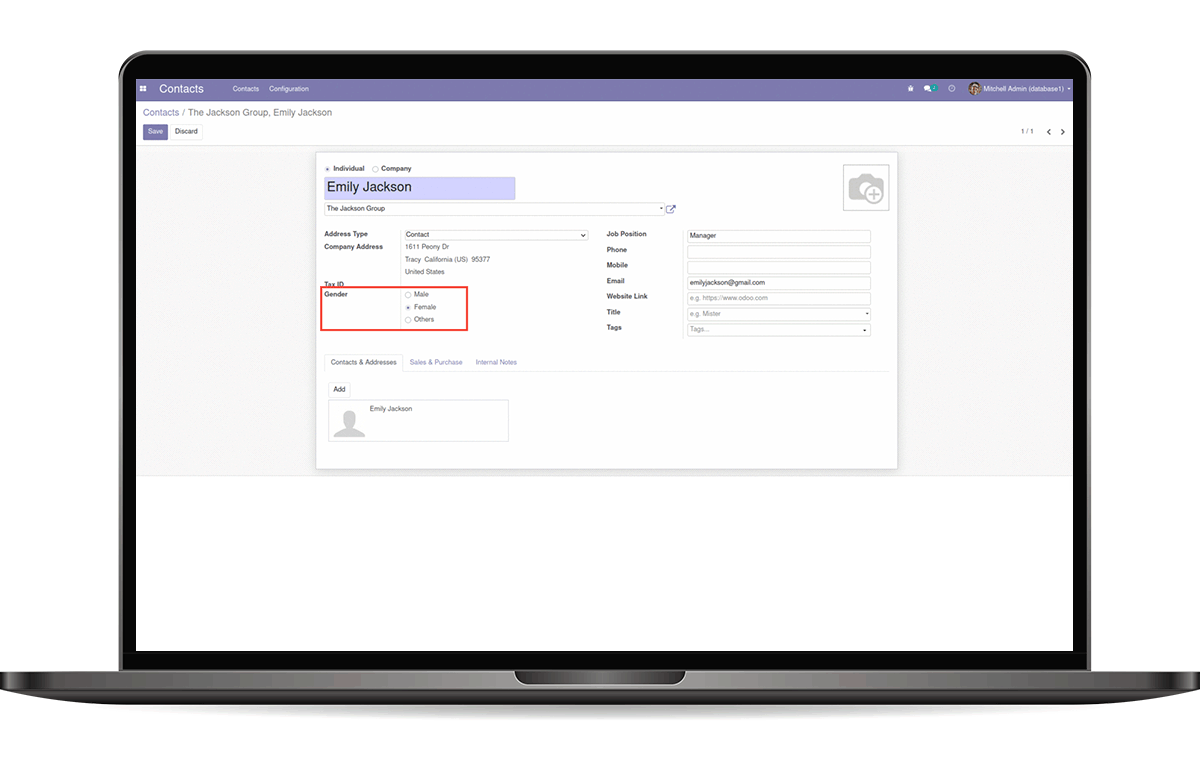 Contacts Contacts Configuration Mitchell Admin (database1)
Contacts / The Jackson Group, Emily Jackson
Save Discard 1 / 1
Individual Company
Emily Jackson
The Jackson Group
Address Type Contact
Company Address 1611 Peony Dr
Tracy California (US) 95377
United States
Tax ID
Gender Male
Female
Others
Job Position Manager
Phone
Mobile
Email emilyjackson@gmail.com
Website Link e.g. https://www.odoo.com
Title e.g. Mister
Tags Tags...
Contacts & Addresses Sales & Purchase Internal Notes
Add
Emily Jackson